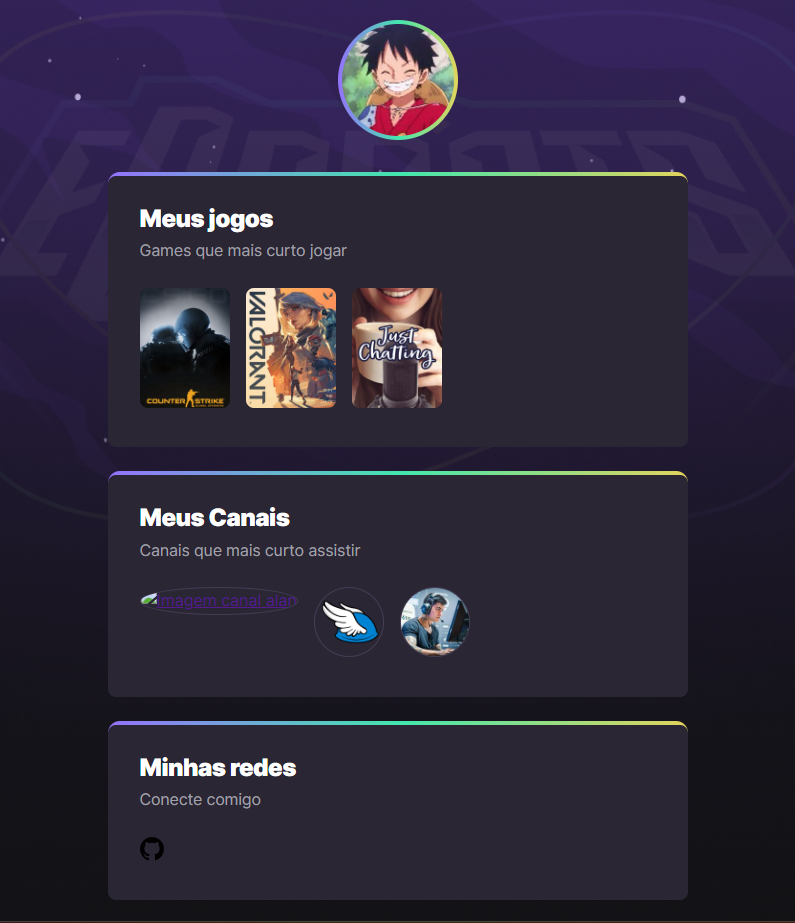 ESPORTS
Meus jogos
Games que mais curto jogar
COUNTER STRIKE
VALORANT
Just
Chatting
Meus Canais
Canais que mais curto assistir
Imagem canal alan
Minhas redes
Conecte comigo